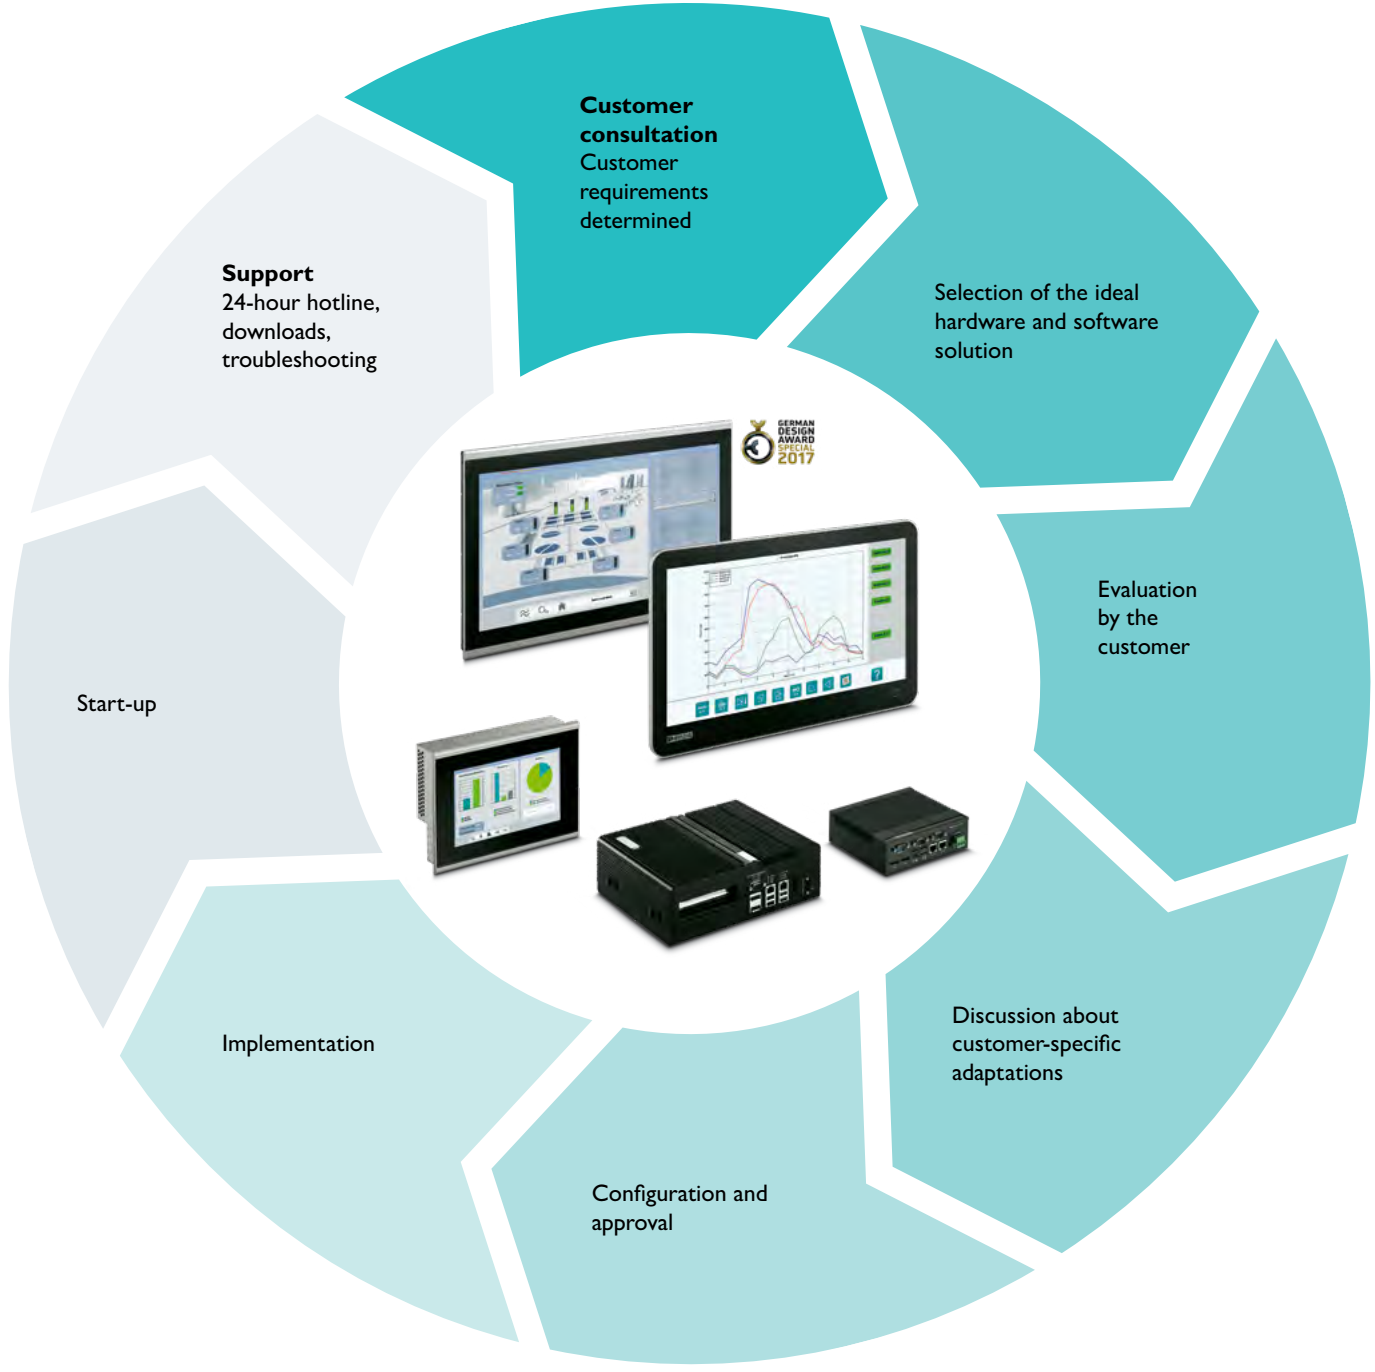 Customer
consultation
Customer
requirements
determined
Selection of the ideal
hardware and software
solution
Evaluation
by the
customer
Discussion about
customer-specific
adaptations
Configuration and
approval
Implementation
Start-up
Support
24-hour hotline,
downloads,
troubleshooting
GERMAN
DESIGN
AWARD
SPECIAL
2017
?